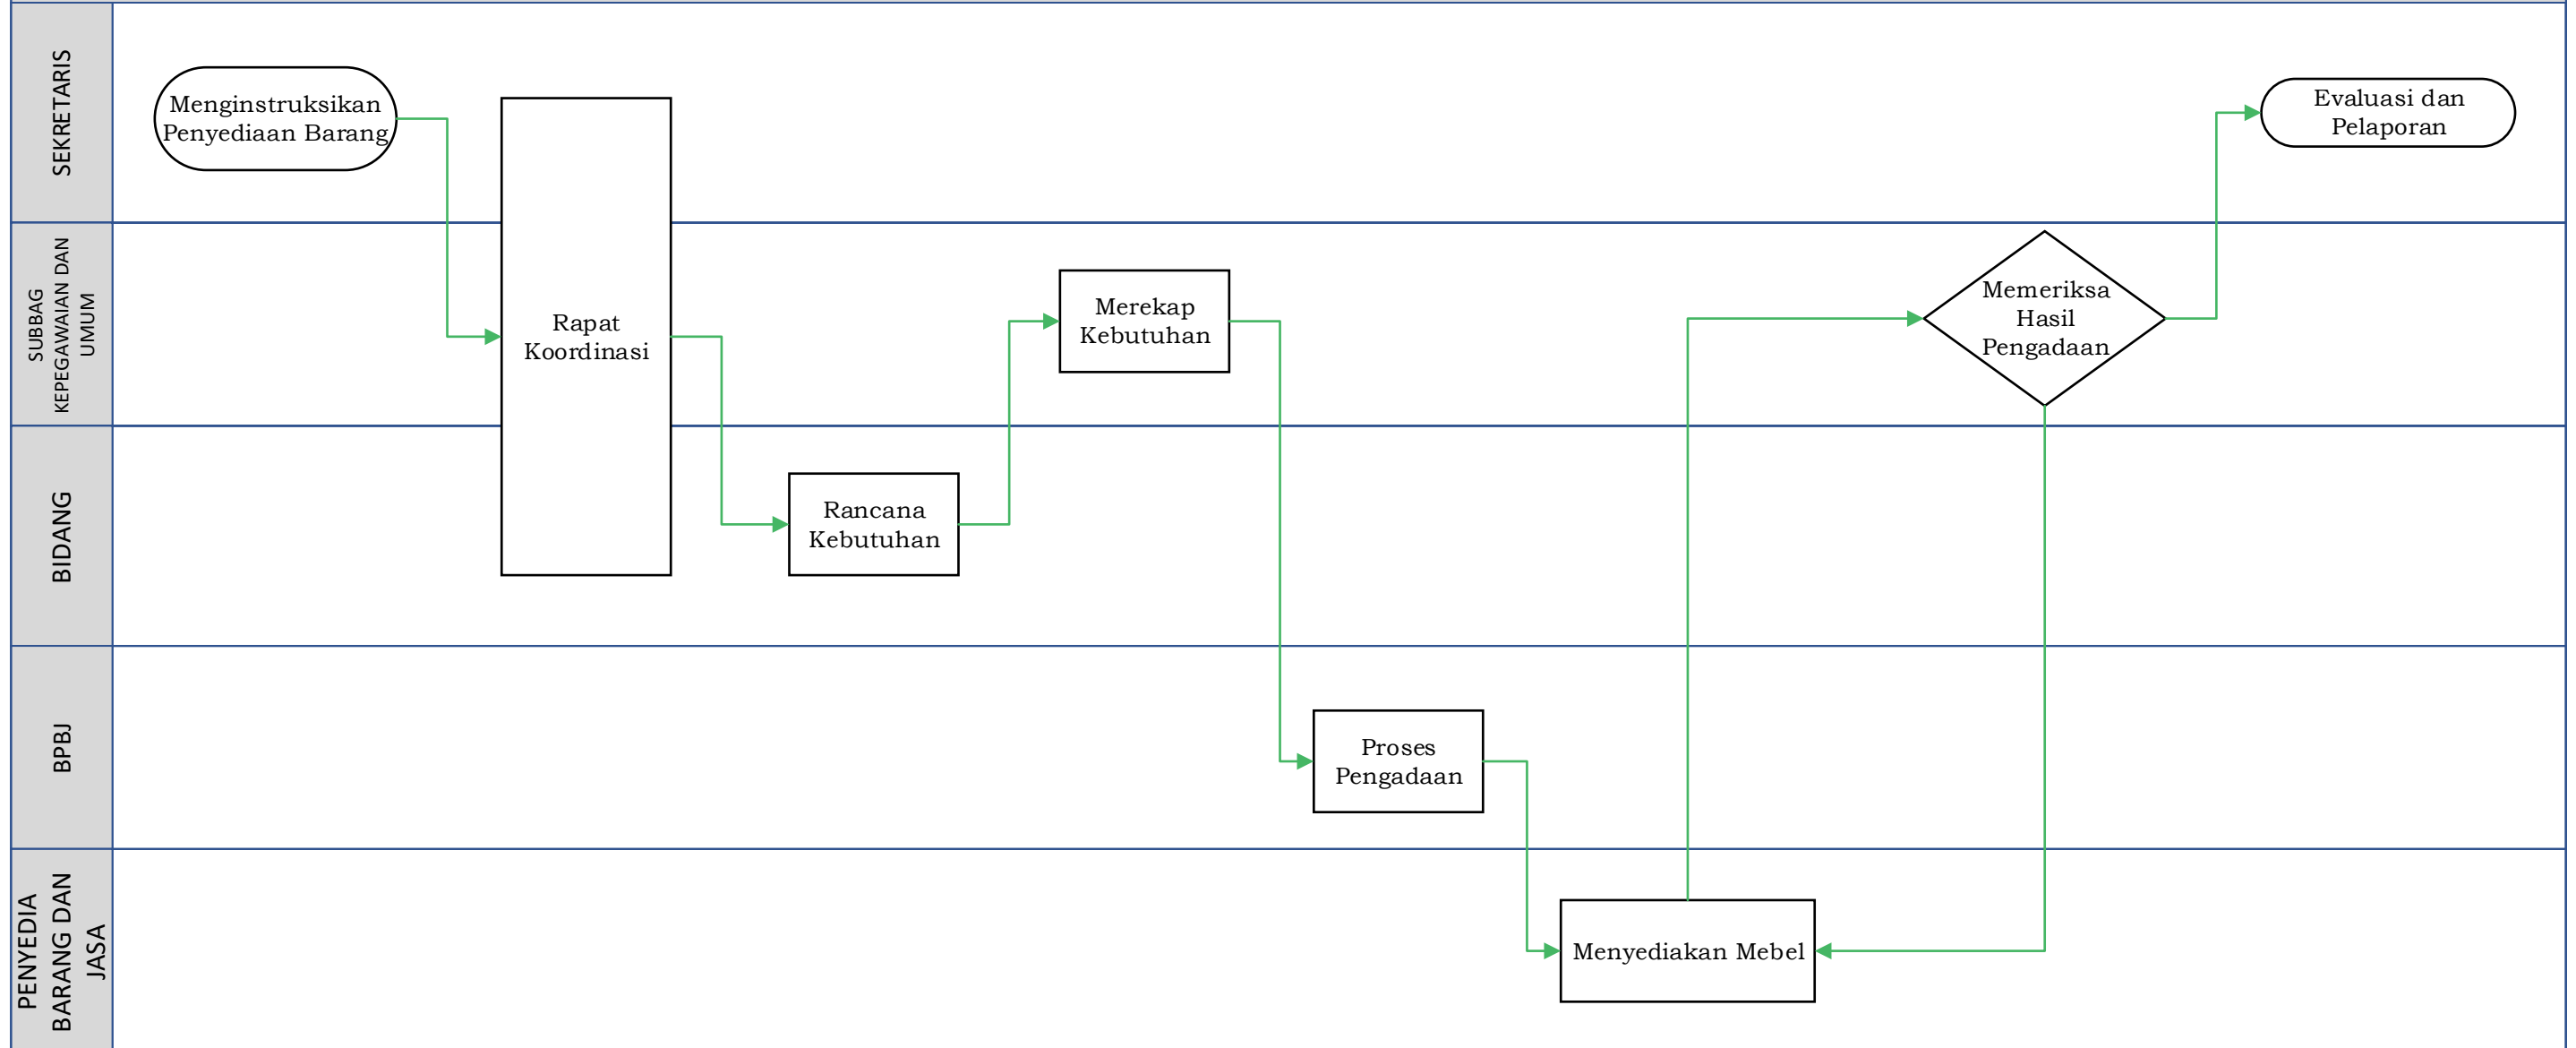 SEKRETARIS
Menginstruksikan
Penyediaan Barang
Evaluasi dan
Pelaporan
SUBBAG
KEPEGAWAIAN DAN
UMUM
Rapat
Koordinasi
Merekap
Kebutuhan
Memeriksa
Hasil
Pengadaan
BIDANG
Rancana
Kebutuhan
BPBJ
Proses
Pengadaan
PENYEDIA
BARANG DAN
JASA
Menyediakan Mebel